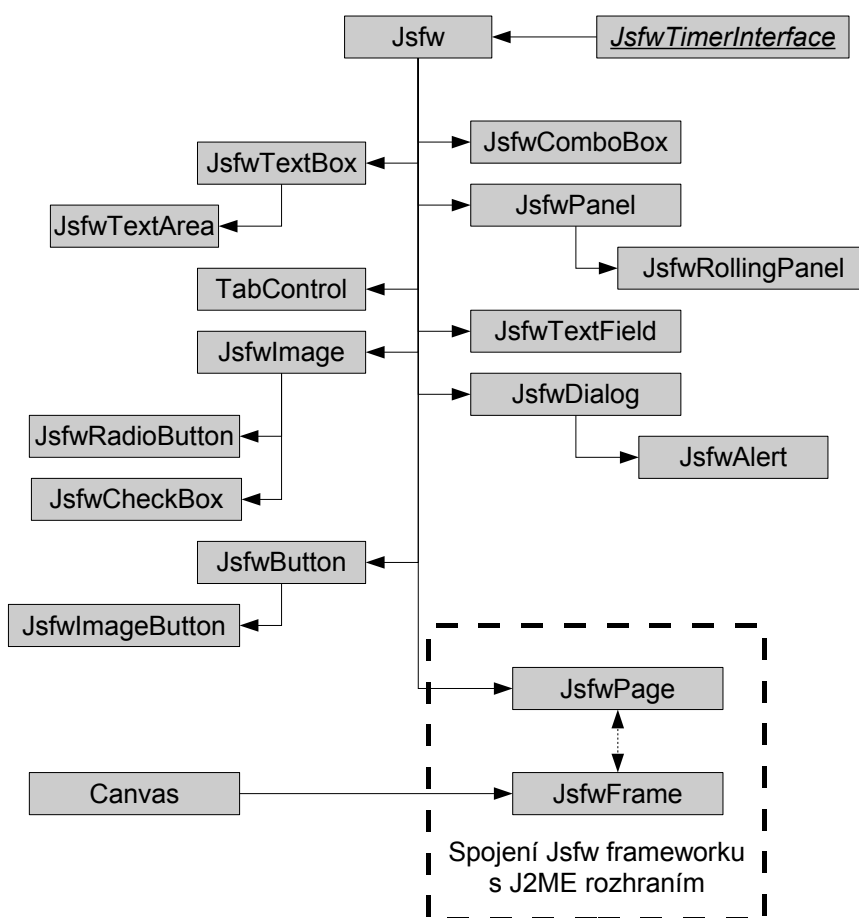 Jsfw
JsfwTimerInterface
JsfwComboBox
JsfwTextBox
JsfwPanel
JsfwTextArea
JsfwRollingPanel
TabControl
JsfwTextField
JsfwImage
JsfwDialog
JsfwRadioButton
JsfwAlert
JsfwCheckBox
JsfwButton
JsfwImageButton
JsfwPage
Canvas
JsfwFrame
Spojení Jsfw frameworku
s J2ME rozhraním